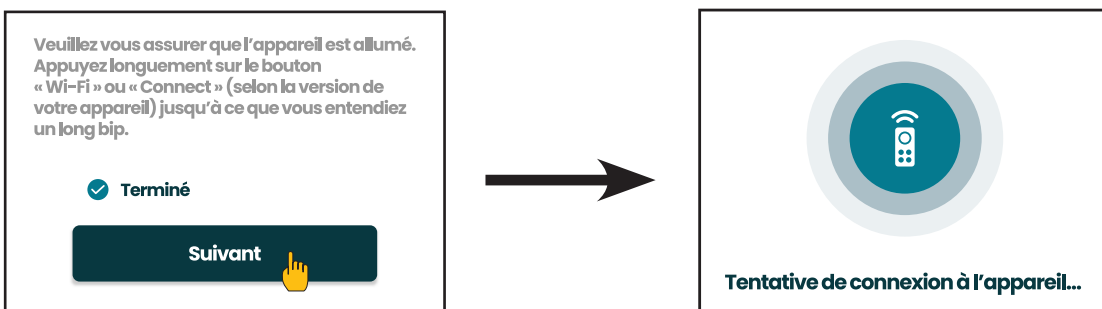 Veuillez vous assurer que l'appareil est allumé.
Appuyez longuement sur le bouton
« Wi-Fi » ou « Connect » (selon la version de
votre appareil) jusqu'à ce que vous entendiez
un long bip.
Terminé
Suivant
Tentative de connexion à l'appareil...